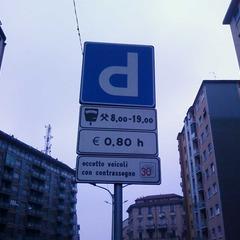 P
8,00-19,00
€ 0,80 h
eccetto veicoli
con contrassegno 30